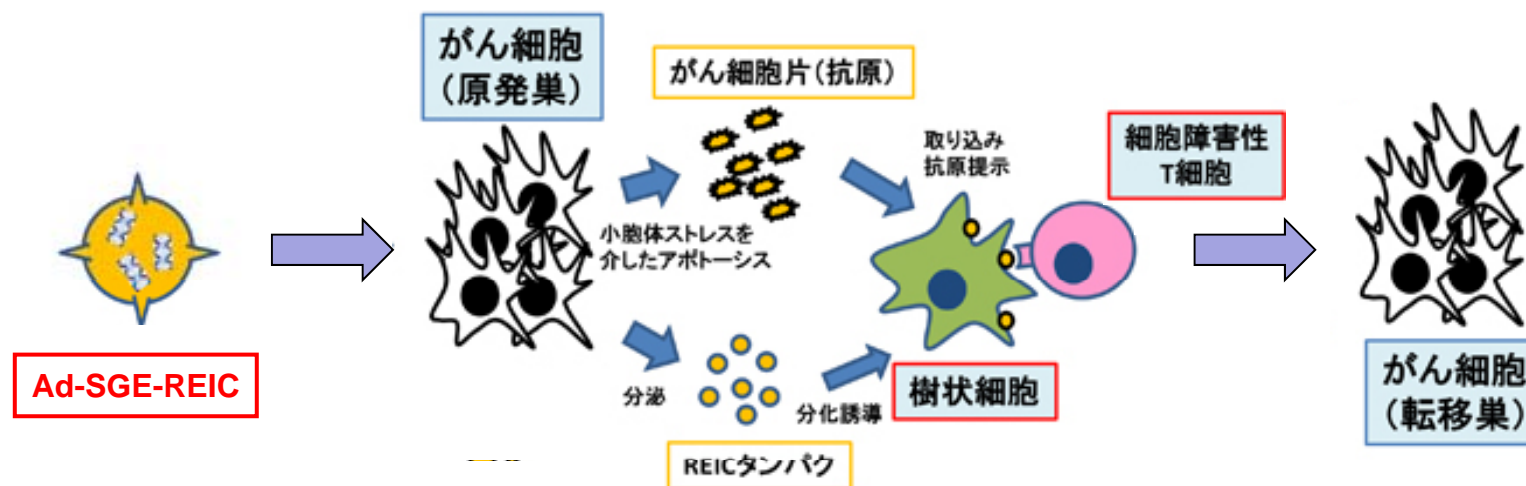 がん細胞
（原発巣）
がん細胞片（抗原）
取り込み
抗原提示
細胞障害性
T細胞
小胞体ストレスを
介したアポトーシス
Ad-SGE-REIC
分泌
分化誘導
樹状細胞
REICタンパク
がん細胞
（転移巣）